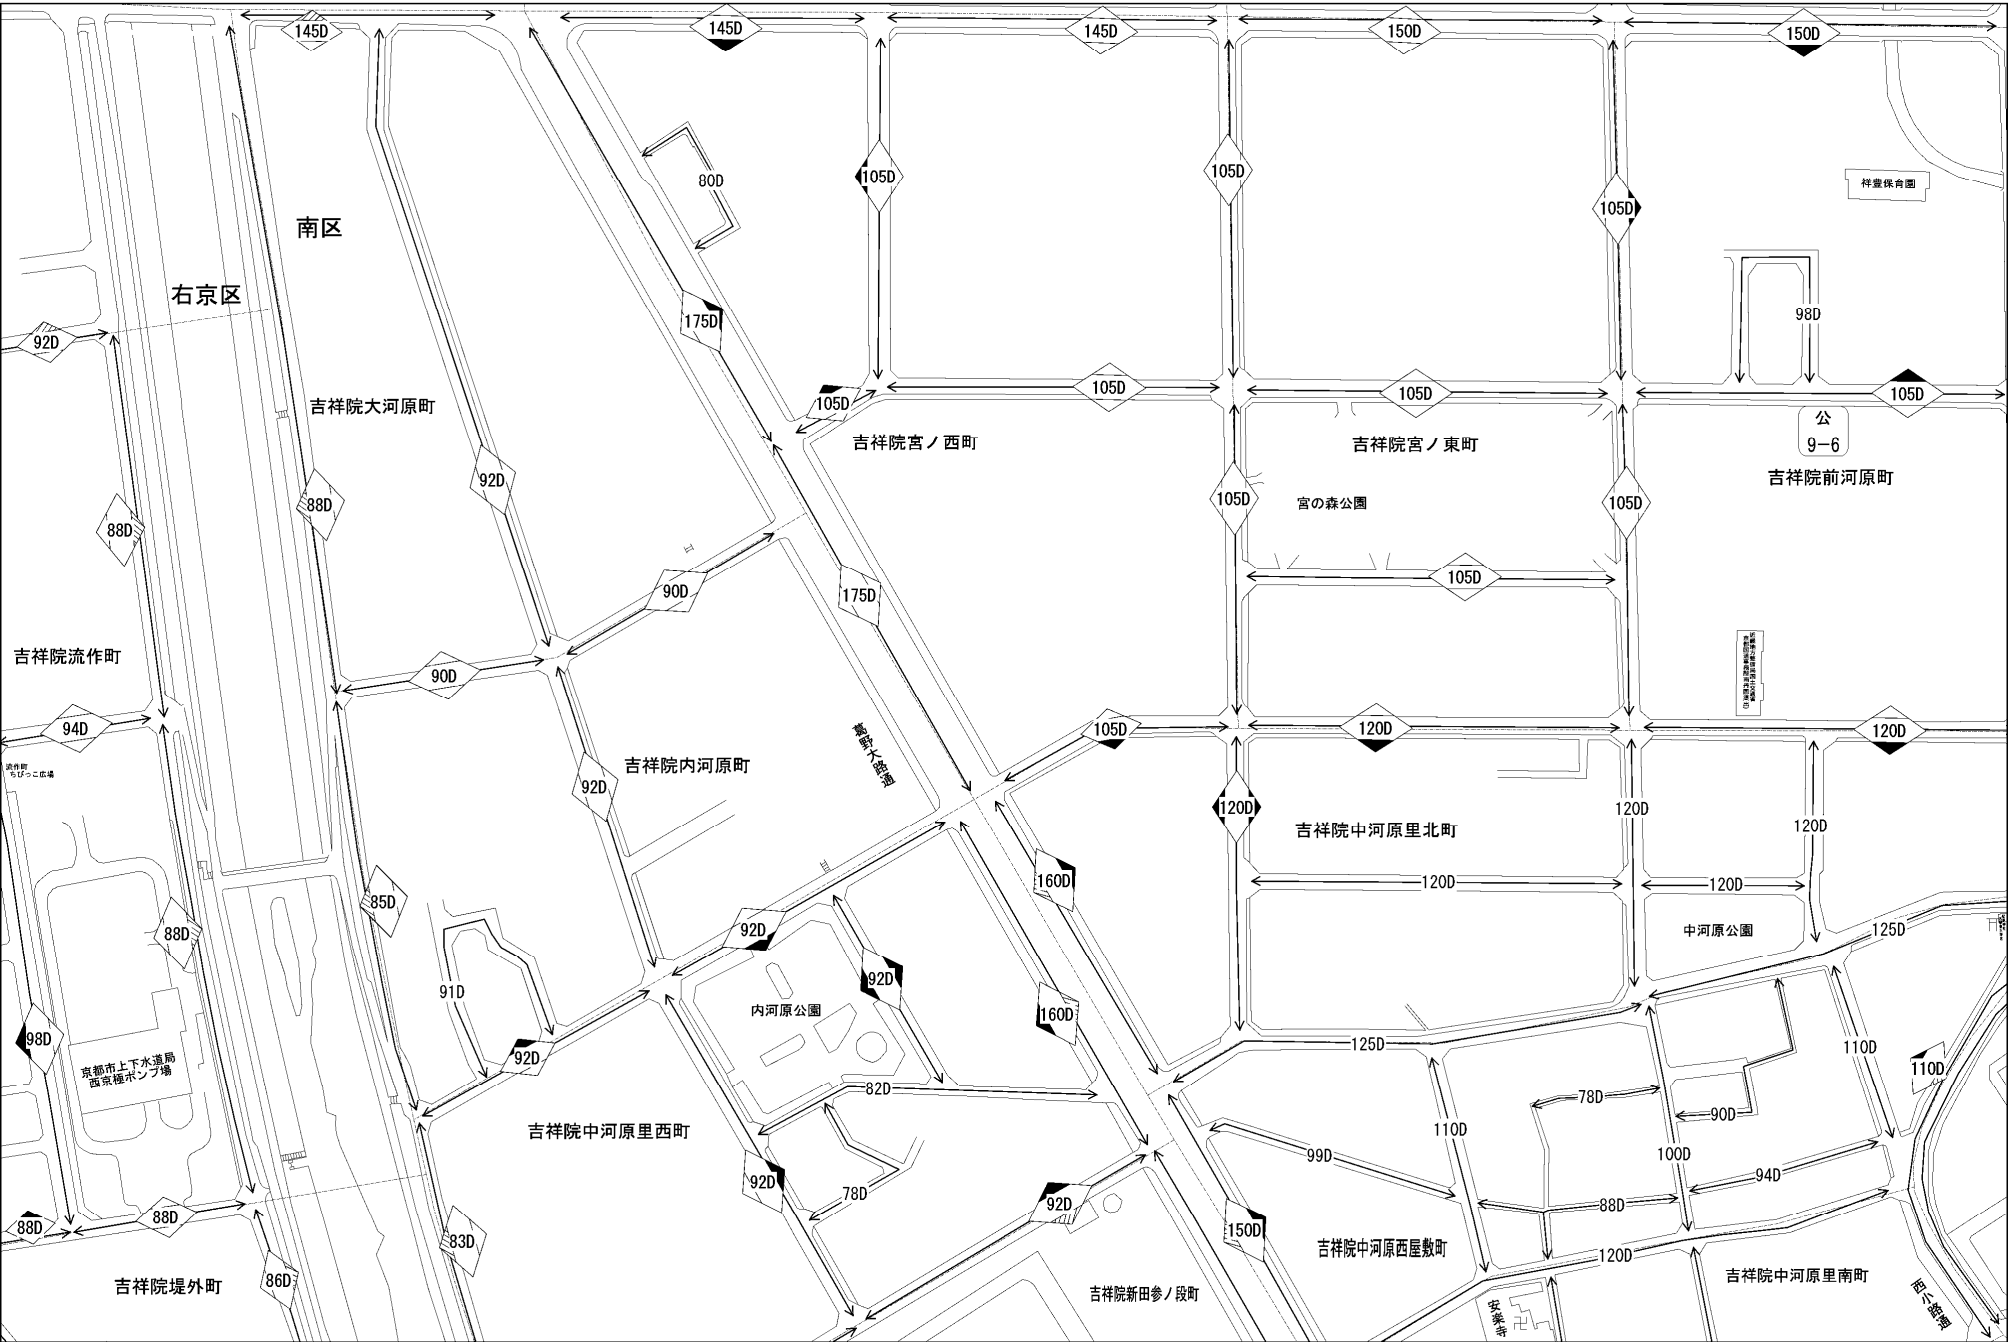 145D
145D
145D
150D
150D
80D
105D
105D
105D
祥豊保育園
南区
右京区
92D
175D
98D
105D
105D
105D
105D
吉祥院大河原町
吉祥院宮ノ西町
吉祥院宮ノ東町
公
9-6
吉祥院前河原町
92D
88D
105D
宮の森公園
105D
88D
90D
175D
105D
吉祥院流作町
90D
94D
105D
120D
120D
葛野大路通
流作町
ちびっこ広場
吉祥院内河原町
92D
120D
120D
120D
吉祥院中河原里北町
160D
120D
120D
85D
88D
92D
中河原公園
125D
91D
92D
内河原公園
160D
98D
125D
110D
92D
110D
京都市上下水道局
西京極ポンプ場
82D
78D
90D
吉祥院中河原里西町
110D
99D
100D
94D
92D
78D
92D
88D
88D
88D
150D
83D
吉祥院中河原西屋敷町
120D
86D
吉祥院堤外町
吉祥院新田参ノ段町
吉祥院中河原里南町
安楽寺
西小路通